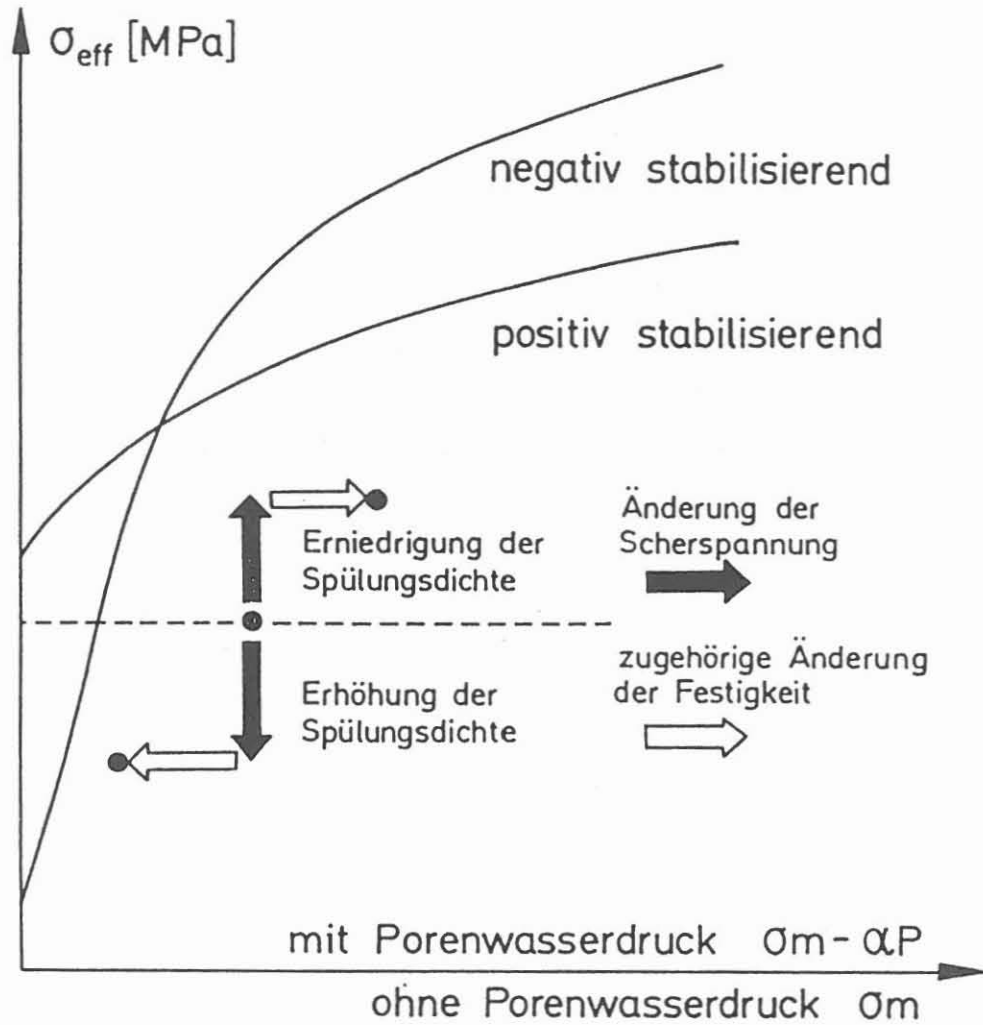 σeff [MPa]
negativ stabilisierend
positiv stabilisierend
Erniedrigung der
Spülungsdichte
Änderung der
Scherspannung
Erhöhung der
Spülungsdichte
zugehörige Änderung
der Festigkeit
mit Porenwasserdruck σm - αP
ohne Porenwasserdruck σm